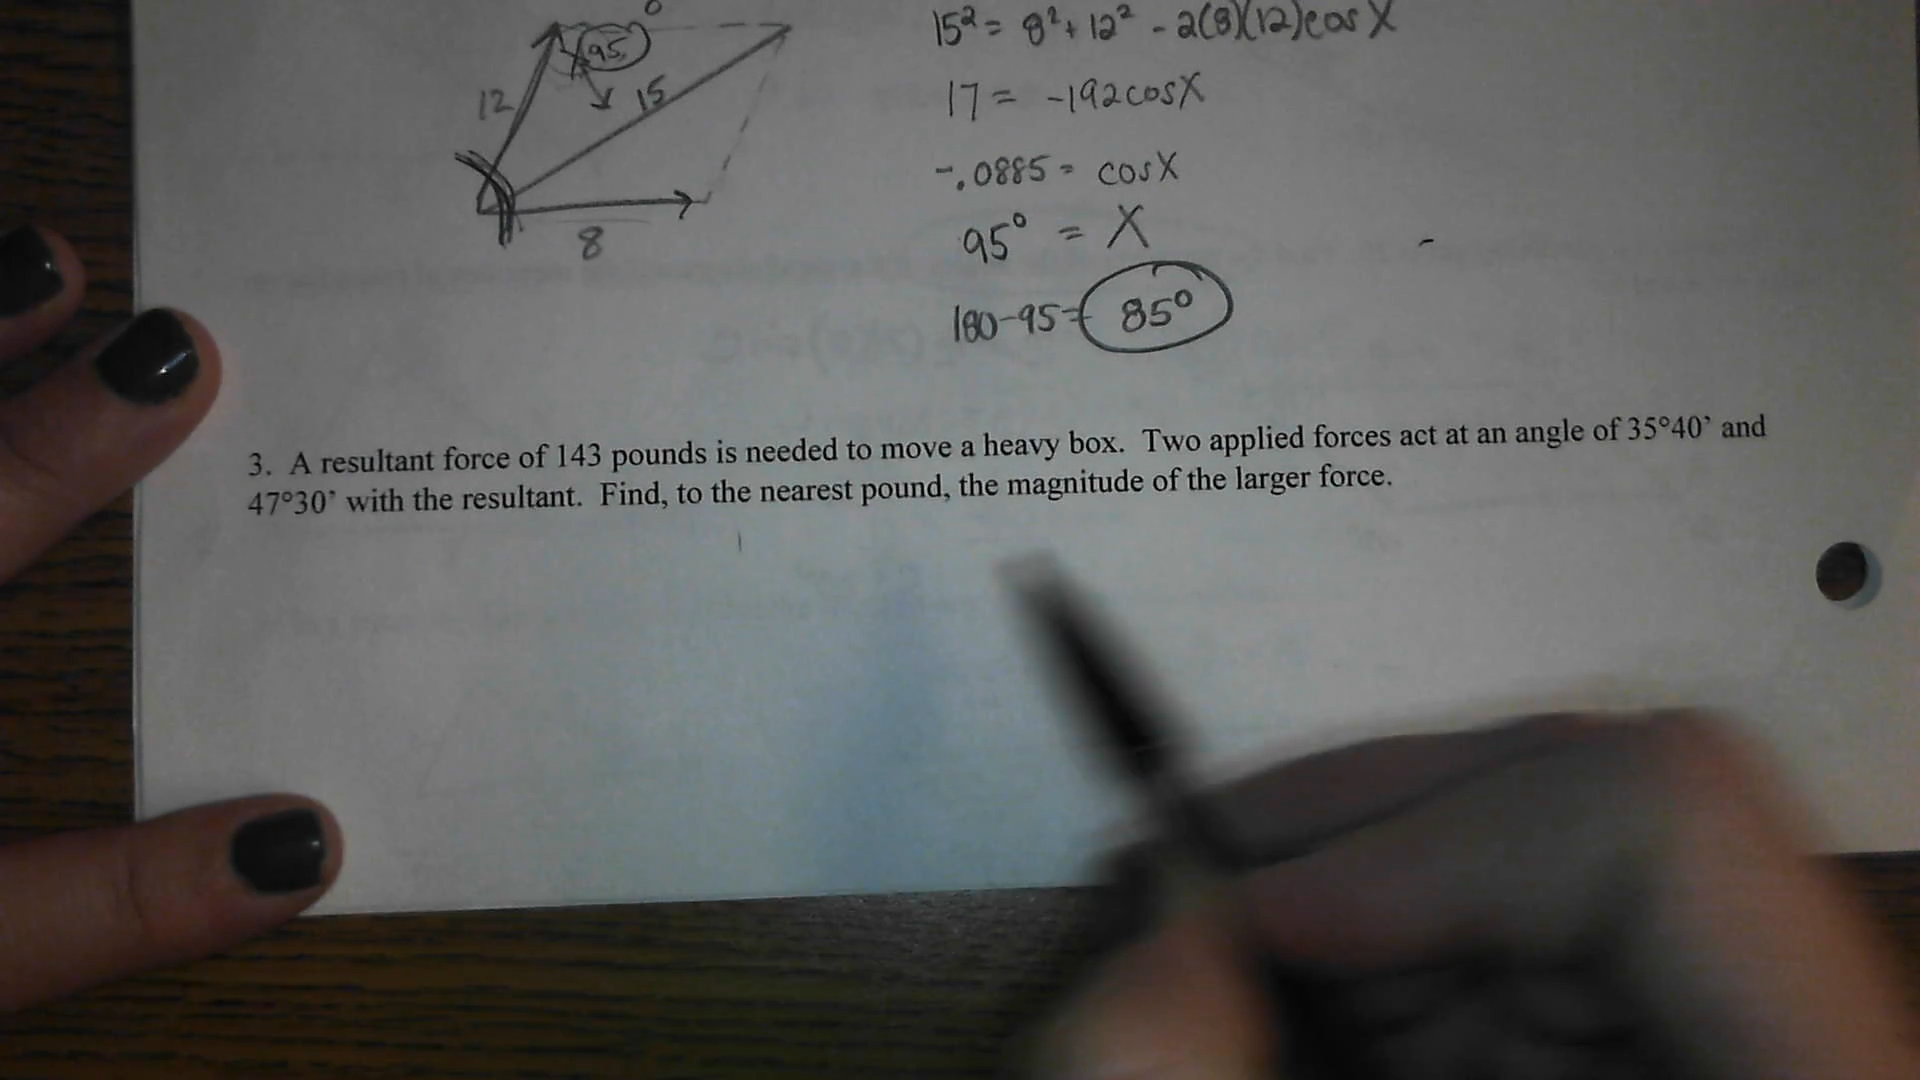 95°
12
15
8
15² = 8² + 12² - 2(8)(12)cos X
17 = -192cosX
-.0885 = cosX
95° = X
180-95= 85°
3. A resultant force of 143 pounds is needed to move a heavy box. Two applied forces act at an angle of 35°40’ and
47°30’ with the resultant. Find, to the nearest pound, the magnitude of the larger force.